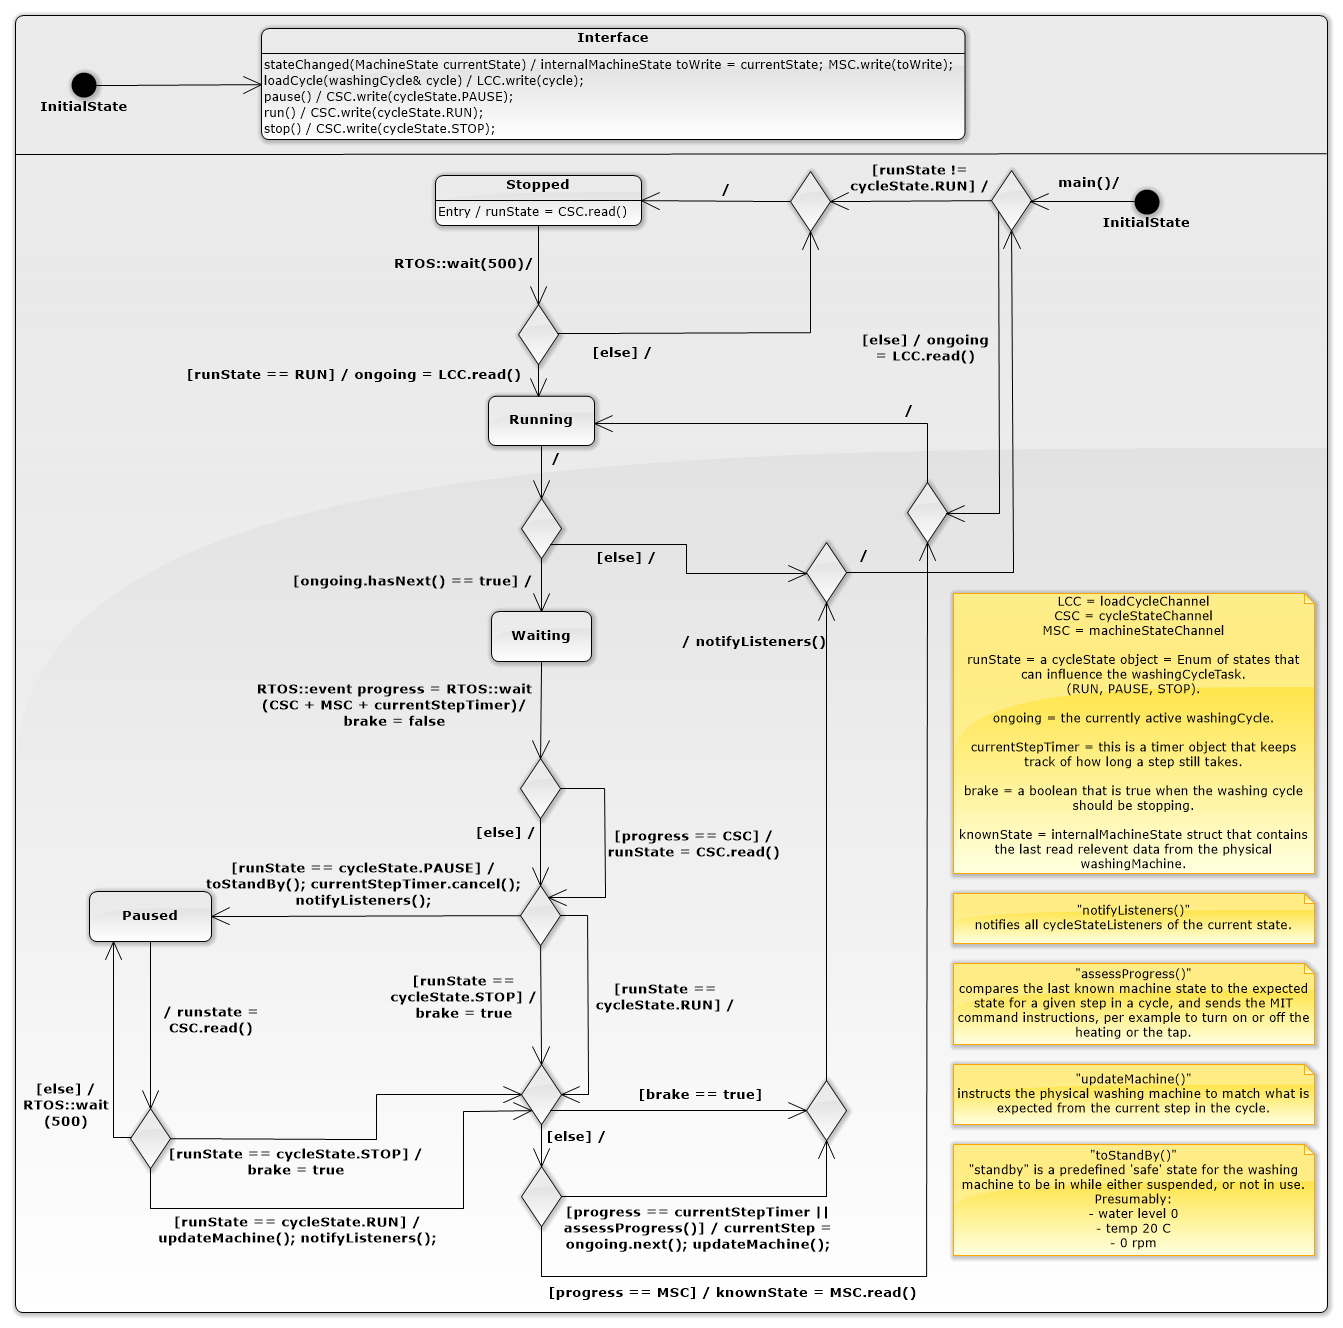 Interface
stateChanged(MachineState currentState) / internalMachineState toWrite = currentState; MSC.write(toWrite);
loadCycle(washingCycle& cycle) / LCC.write(cycle);
pause() / CSC.write(cycleState.PAUSE);
run() / CSC.write(cycleState.RUN);
stop() / CSC.write(cycleState.STOP);
InitialState
[runState !=
cycleState.RUN] /
main()/
InitialState
/
Stopped
Entry / runState = CSC.read()
RTOS::wait(500)/
[else] /
[else] / ongoing
= LCC.read()
[runState == RUN] / ongoing = LCC.read()
Running
/
/
[else] /
/
[ongoing.hasNext() == true] /
Waiting
/ notifyListeners()
RTOS::event progress = RTOS::wait
(CSC + MSC + currentStepTimer)/
brake = false
[else] /
[progress == CSC] /
runState = CSC.read()
[runState == cycleState.PAUSE] /
toStandBy(); currentStepTimer.cancel();
notifyListeners();
Paused
[runState ==
cycleState.STOP] /
brake = true
[runState ==
cycleState.RUN] /
/ runstate =
CSC.read()
[else] /
RTOS::wait
(500)
[brake == true]
[else] /
[runState == cycleState.STOP] /
brake = true
[runState == cycleState.RUN] /
updateMachine(); notifyListeners();
[progress == currentStepTimer ||
assessProgress()] / currentStep =
ongoing.next(); updateMachine();
[progress == MSC] / knownState = MSC.read()
LCC = loadCycleChannel
CSC = cycleStateChannel
MSC = machineStateChannel
runState = a cycleState object = Enum of states that
can influence the washingCycleTask.
(RUN, PAUSE, STOP).
ongoing = the currently active washingCycle.
currentStepTimer = this is a timer object that keeps
track of how long a step still takes.
brake = a boolean that is true when the washing cycle
should be stopping.
knownState = internalMachineState struct that contains
the last read relevent data from the physical
washingMachine.
"notifyListeners()"
notifies all cycleStateListeners of the current state.
"assessProgress()"
compares the last known machine state to the expected
state for a given step in a cycle, and sends the MIT
command instructions, per example to turn on or off the
heating or the tap.
"updateMachine()"
instructs the physical washing machine to match what is
expected from the current step in the cycle.
"toStandBy()"
"standby" is a predefined 'safe' state for the washing
machine to be in while either suspended, or not in use.
Presumably:
- water level 0
- temp 20 C
- 0 rpm